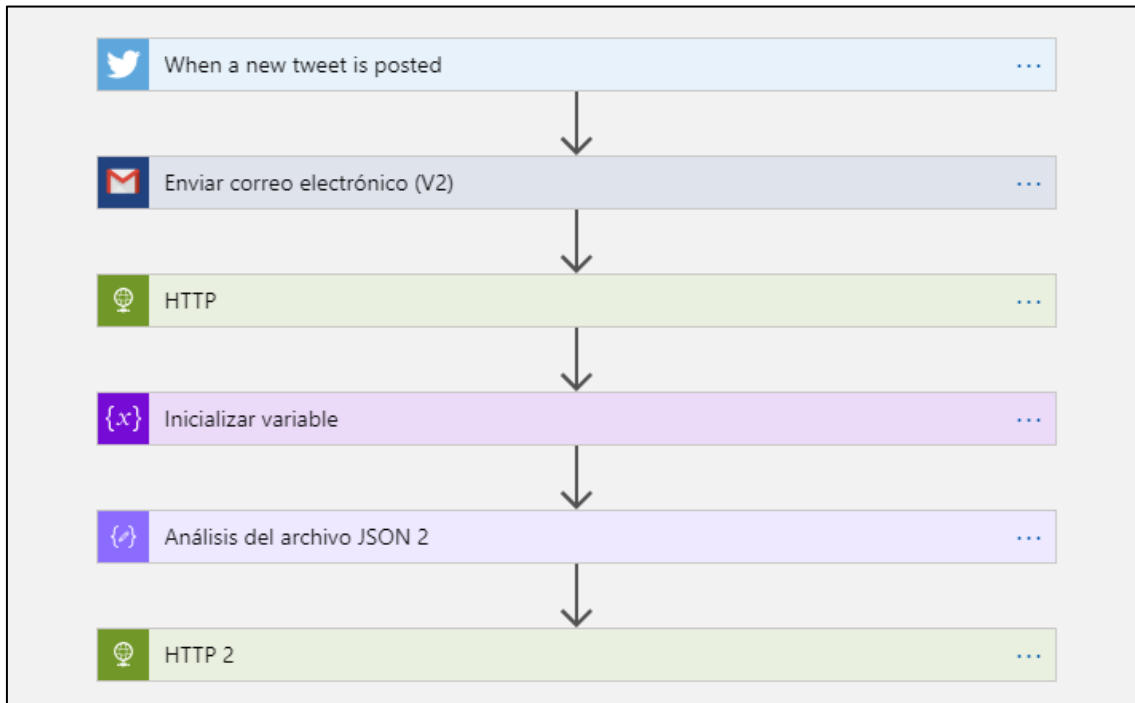 When a new tweet is posted
Enviar correo electrónico (V2)
HTTP
{x} Inicializar variable
Análisis del archivo JSON 2
HTTP 2